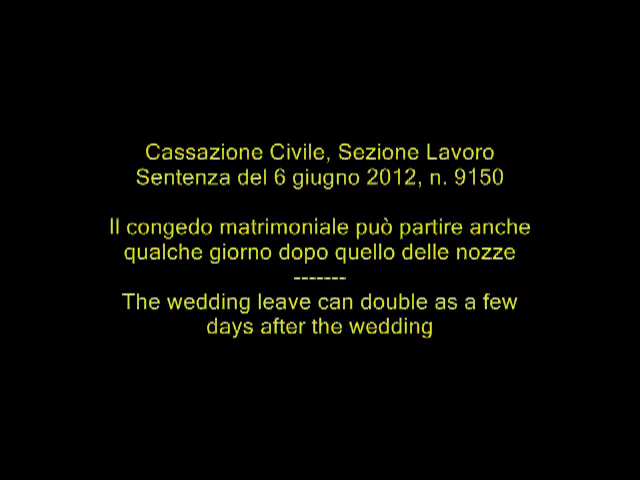 Cassazione Civile, Sezione Lavoro
Sentenza del 6 giugno 2012, n. 9150
Il congedo matrimoniale può partire anche
qualche giorno dopo quello delle nozze
-------
The wedding leave can double as a few
days after the wedding